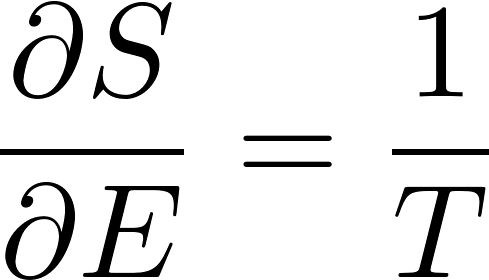 ∂S/∂E = 1/T